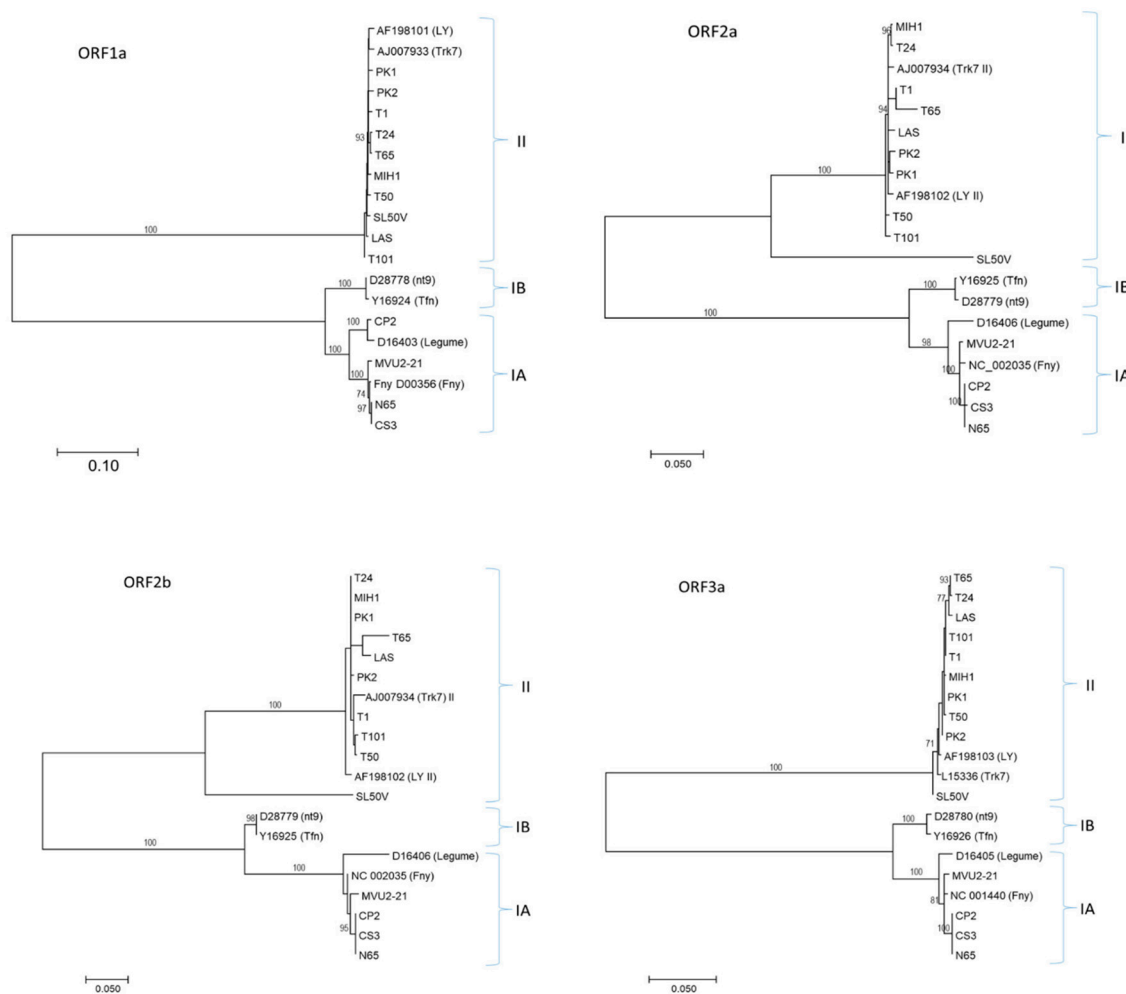 ORF1a
AF198101 (LY)
AJ007933 (Trk7)
PK1
PK2
T1
93
T24
T65
MIH1
T50
SL50V
LAS
T101
100
II
D28778 (nt9)
100
Y16924 (Tfn)
IB
CP2
100
D16403 (Legume)
100
MVU2-21
100
Fny D00356 (Fny)
74
N65
97
CS3
IA
0.10
ORF2a
MIH1
96
T24
AJ007934 (Trk7 II)
T1
94
T65
LAS
PK2
PK1
100
AF198102 (LY II)
T50
T101
SL50V
I
Y16925 (Tfn)
100
D28779 (nt9)
IB
100
D16406 (Legume)
98
MVU2-21
100
NC_002035 (Fny)
CP2
100
CS3
N65
IA
0.050
ORF2b
T24
MIH1
PK1
T65
LAS
PK2
AJ007934 (Trk7) II
100
T1
T101
T50
AF198102 (LY II)
SL50V
II
D28779 (nt9)
98
Y16925 (Tfn)
IB
100
D16406 (Legume)
100
NC 002035 (Fny)
MVU2-21
CP2
95
CS3
N65
IA
0.050
ORF3a
T65
93
T24
77
LAS
T101
T1
MIH1
PK1
T50
PK2
71
AF198103 (LY)
L15336 (Trk7)
100
SL50V
II
D28780 (nt9)
100
Y16926 (Tfn)
IB
D16405 (Legume)
100
MVU2-21
NC 001440 (Fny)
81
CP2
100
CS3
N65
IA
0.050